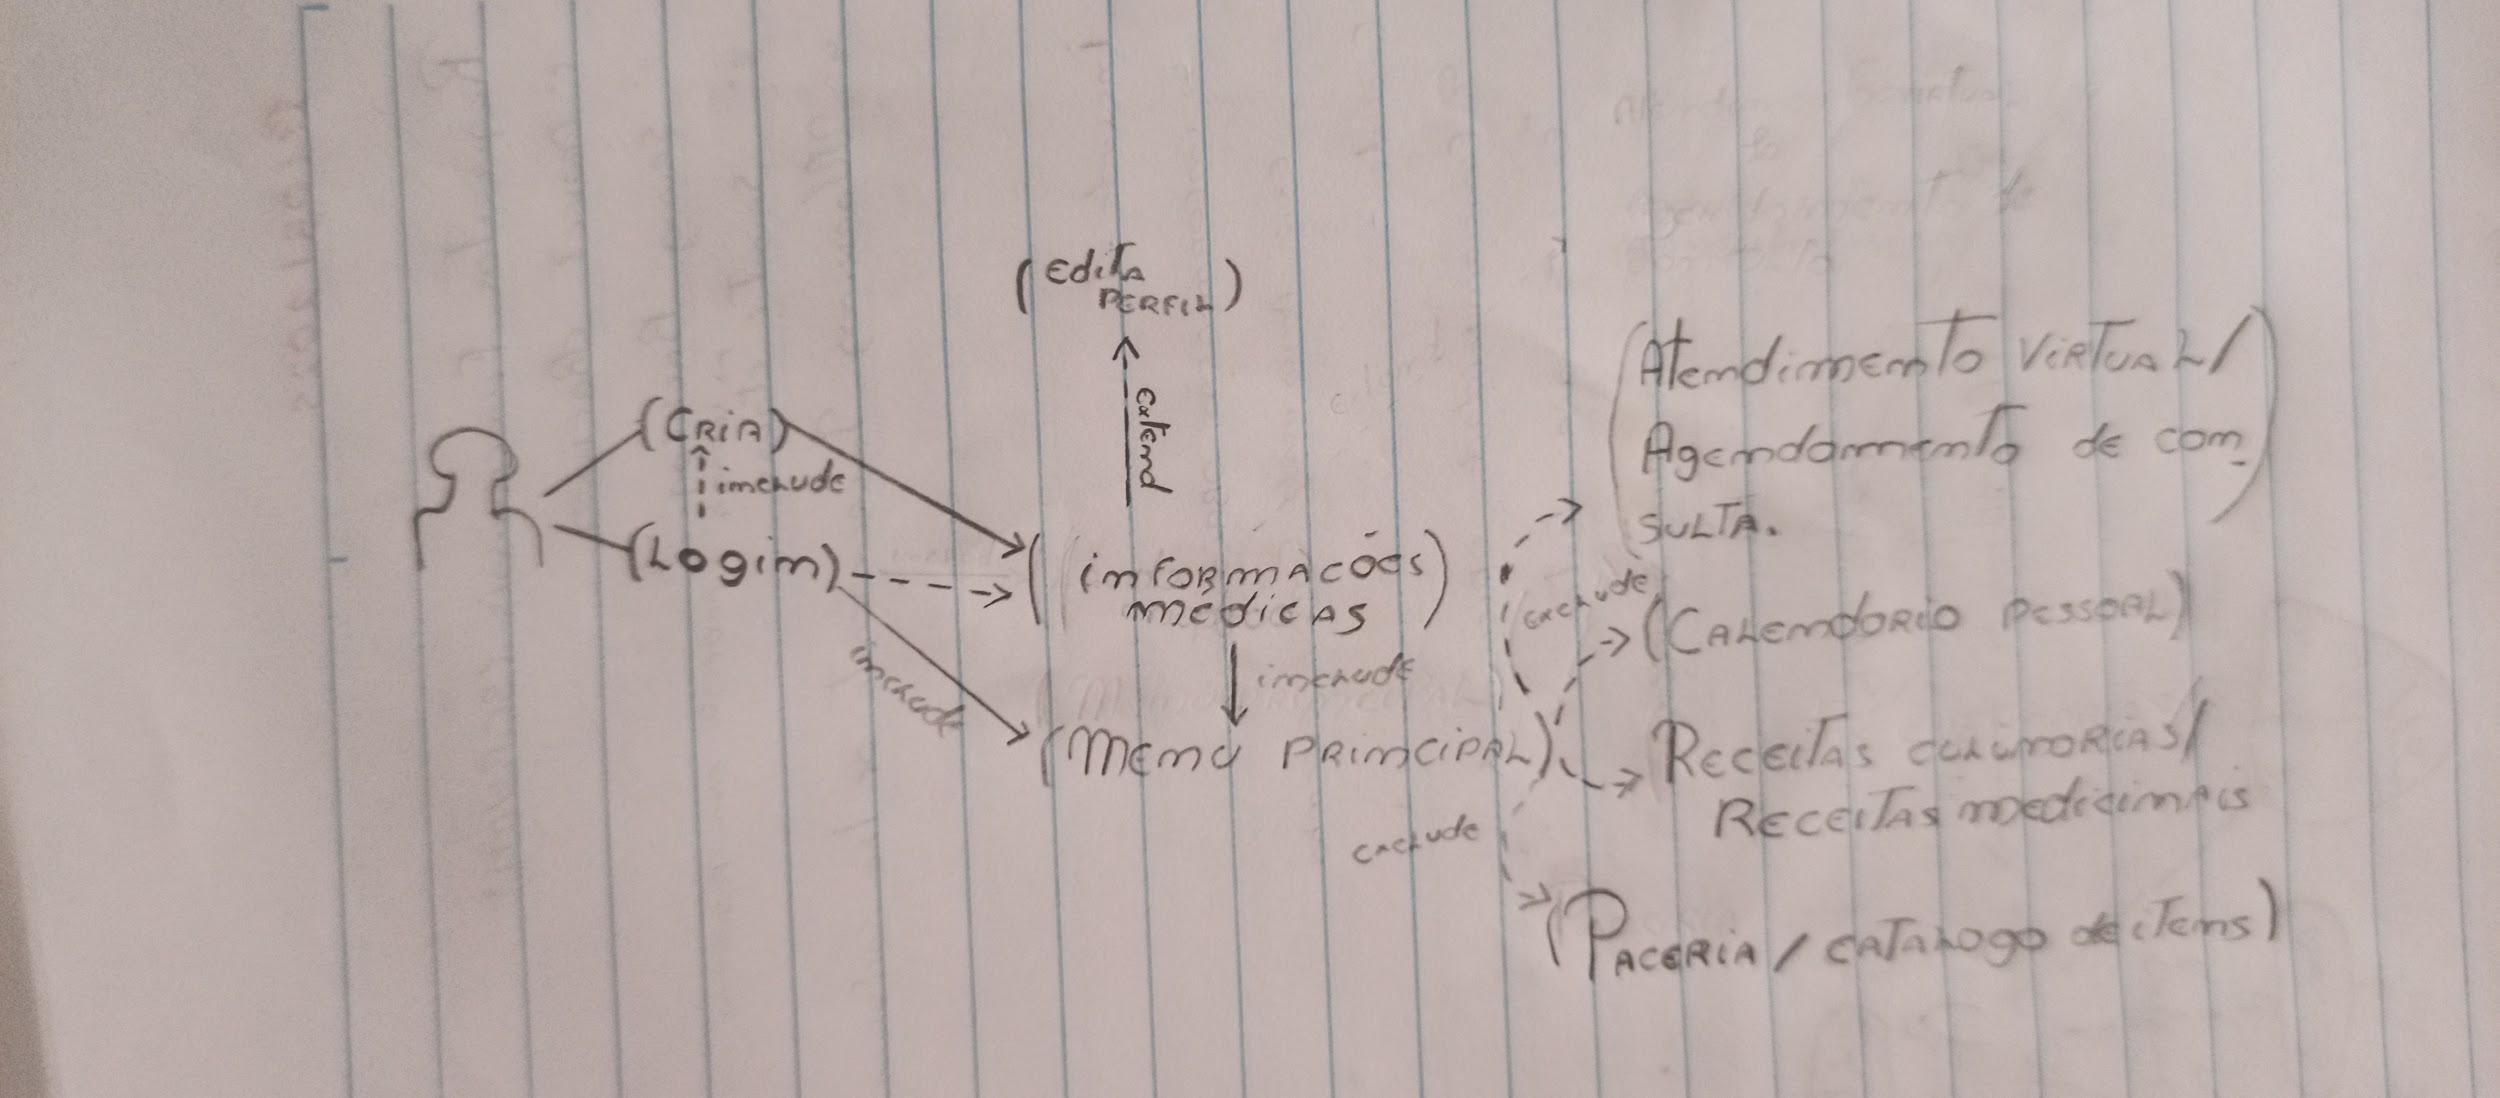 (Edita
PERFIL)
extend
(CRIA)
include
(Login)
include
(informações
medicas)
include
(Menu PRINCIPAL)
(Atendimento VIRTUAL/
Agendamento de con-
SULTA.
exclude
(CALENDARIO PESSOAL)
RECEITAS CULINARIAS/
RECEITAS medicinais
exclude
(PACERIA / CATALOGO de iTens)